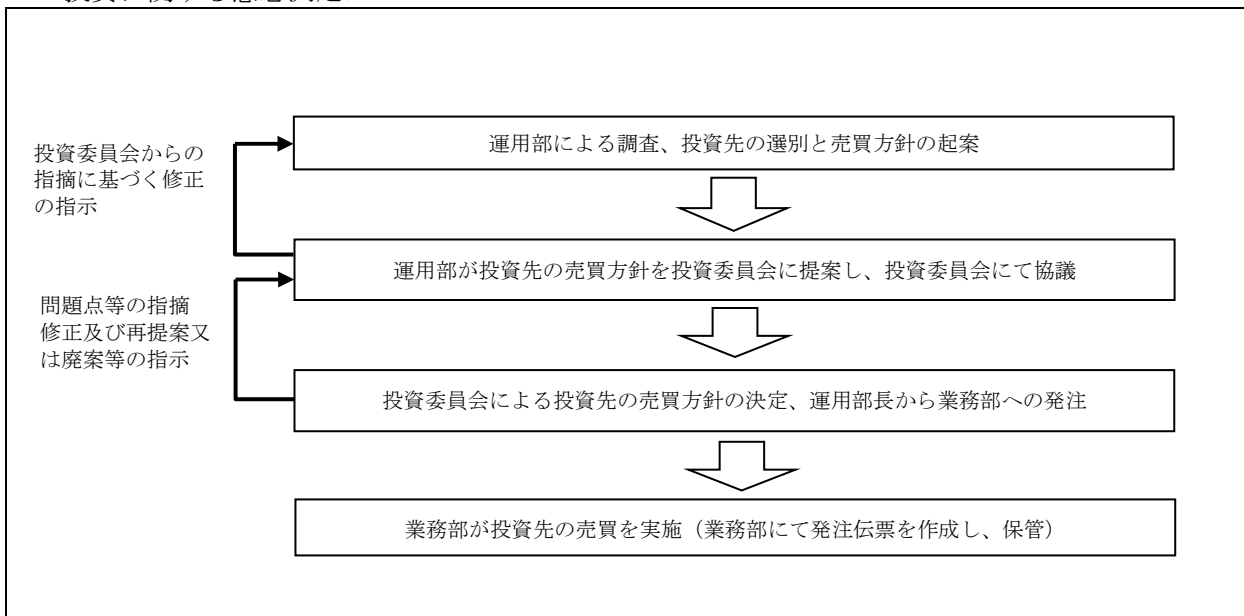 運用部による調査、投資先の選別と売買方針の起案
投資委員会からの
指摘に基づく修正
の指示
運用部が投資先の売買方針を投資委員会に提案し、投資委員会にて協議
問題点等の指摘
修正及び再提案又
は廃案等の指示
投資委員会による投資先の売買方針の決定、運用部長から業務部への発注
業務部が投資先の売買を実施（業務部にて発注伝票を作成し、保管）